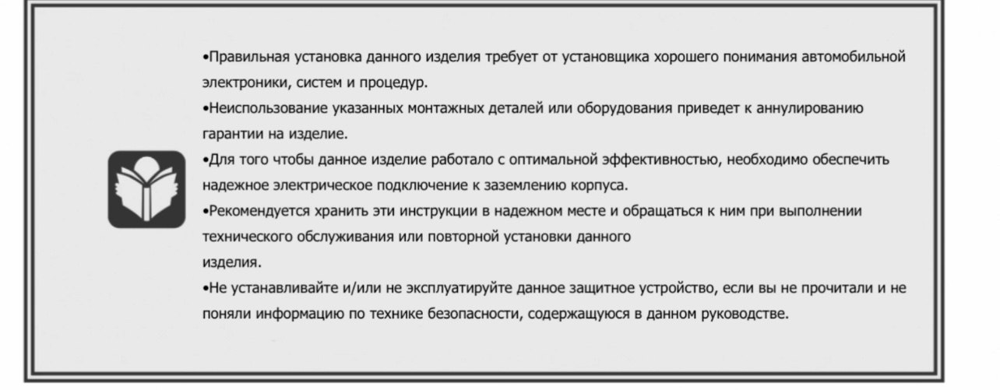 •Правильная установка данного изделия требует от установщика хорошего понимания автомобильной
электроники, систем и процедур.
•Неиспользование указанных монтажных деталей или оборудования приведет к аннулированию
гарантии на изделие.
•Для того чтобы данное изделие работало с оптимальной эффективностью, необходимо обеспечить
надежное электрическое подключение к заземлению корпуса.
•Рекомендуется хранить эти инструкции в надежном месте и обращаться к ним при выполнении
технического обслуживания или повторной установки данного
изделия.
•Не устанавливайте и/или не эксплуатируйте данное защитное устройство, если вы не прочитали и не
поняли информацию по технике безопасности, содержащуюся в данном руководстве.